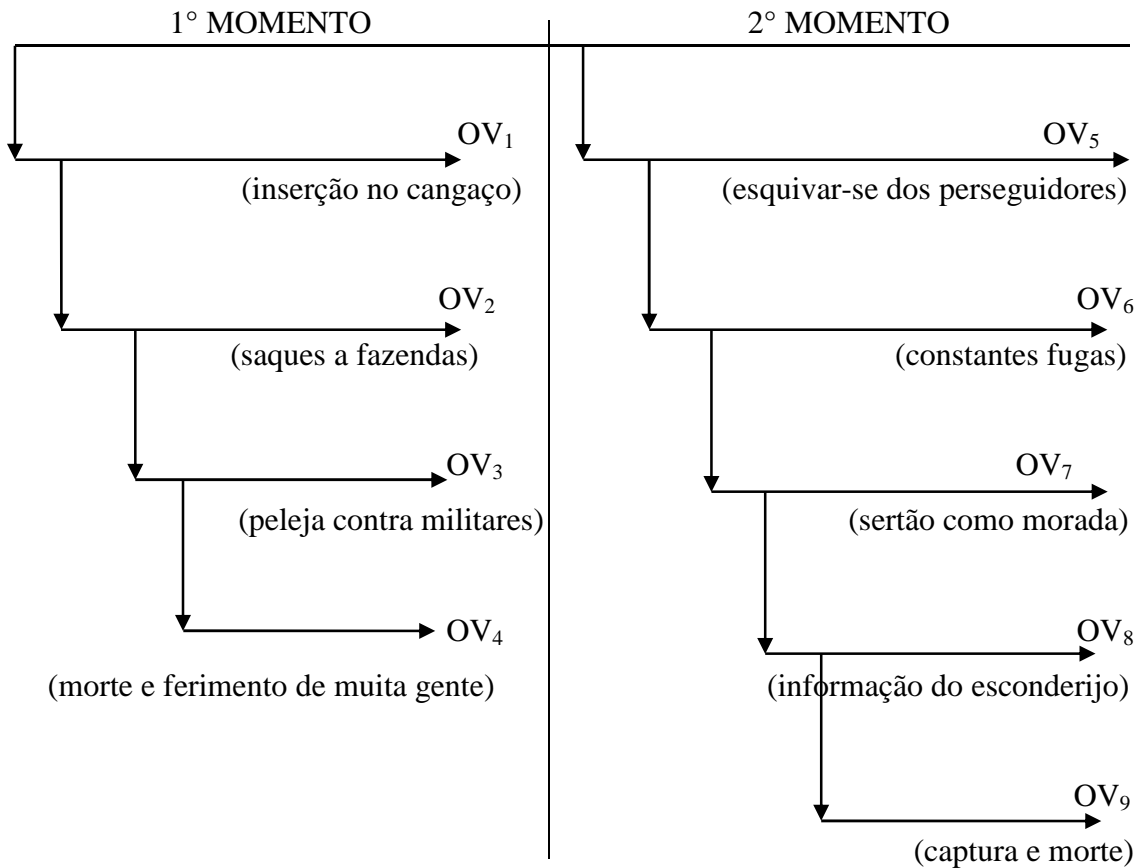 1° MOMENTO
OV₁
(inserção no cangaço)
OV₂
(saques a fazendas)
OV₃
(peleja contra militares)
OV₄
(morte e ferimento de muita gente)
2° MOMENTO
OV₅
(esquivar-se dos perseguidores)
OV₆
(constantes fugas)
OV₇
(sertão como morada)
OV₈
(informação do esconderijo)
OV₉
(captura e morte)